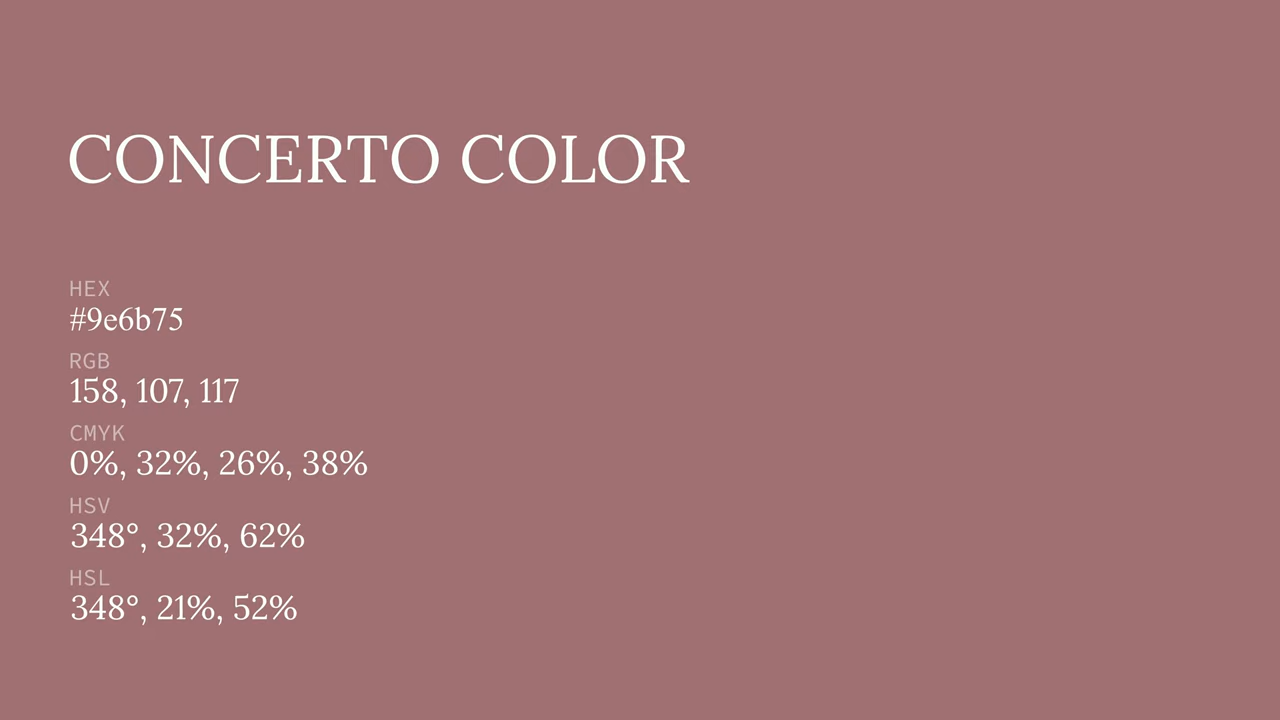 CONCERTO COLOR
HEX
#9e6b75
RGB
158, 107, 117
CMYK
0%, 32%, 26%, 38%
HSV
348°, 32%, 62%
HSL
348°, 21%, 52%